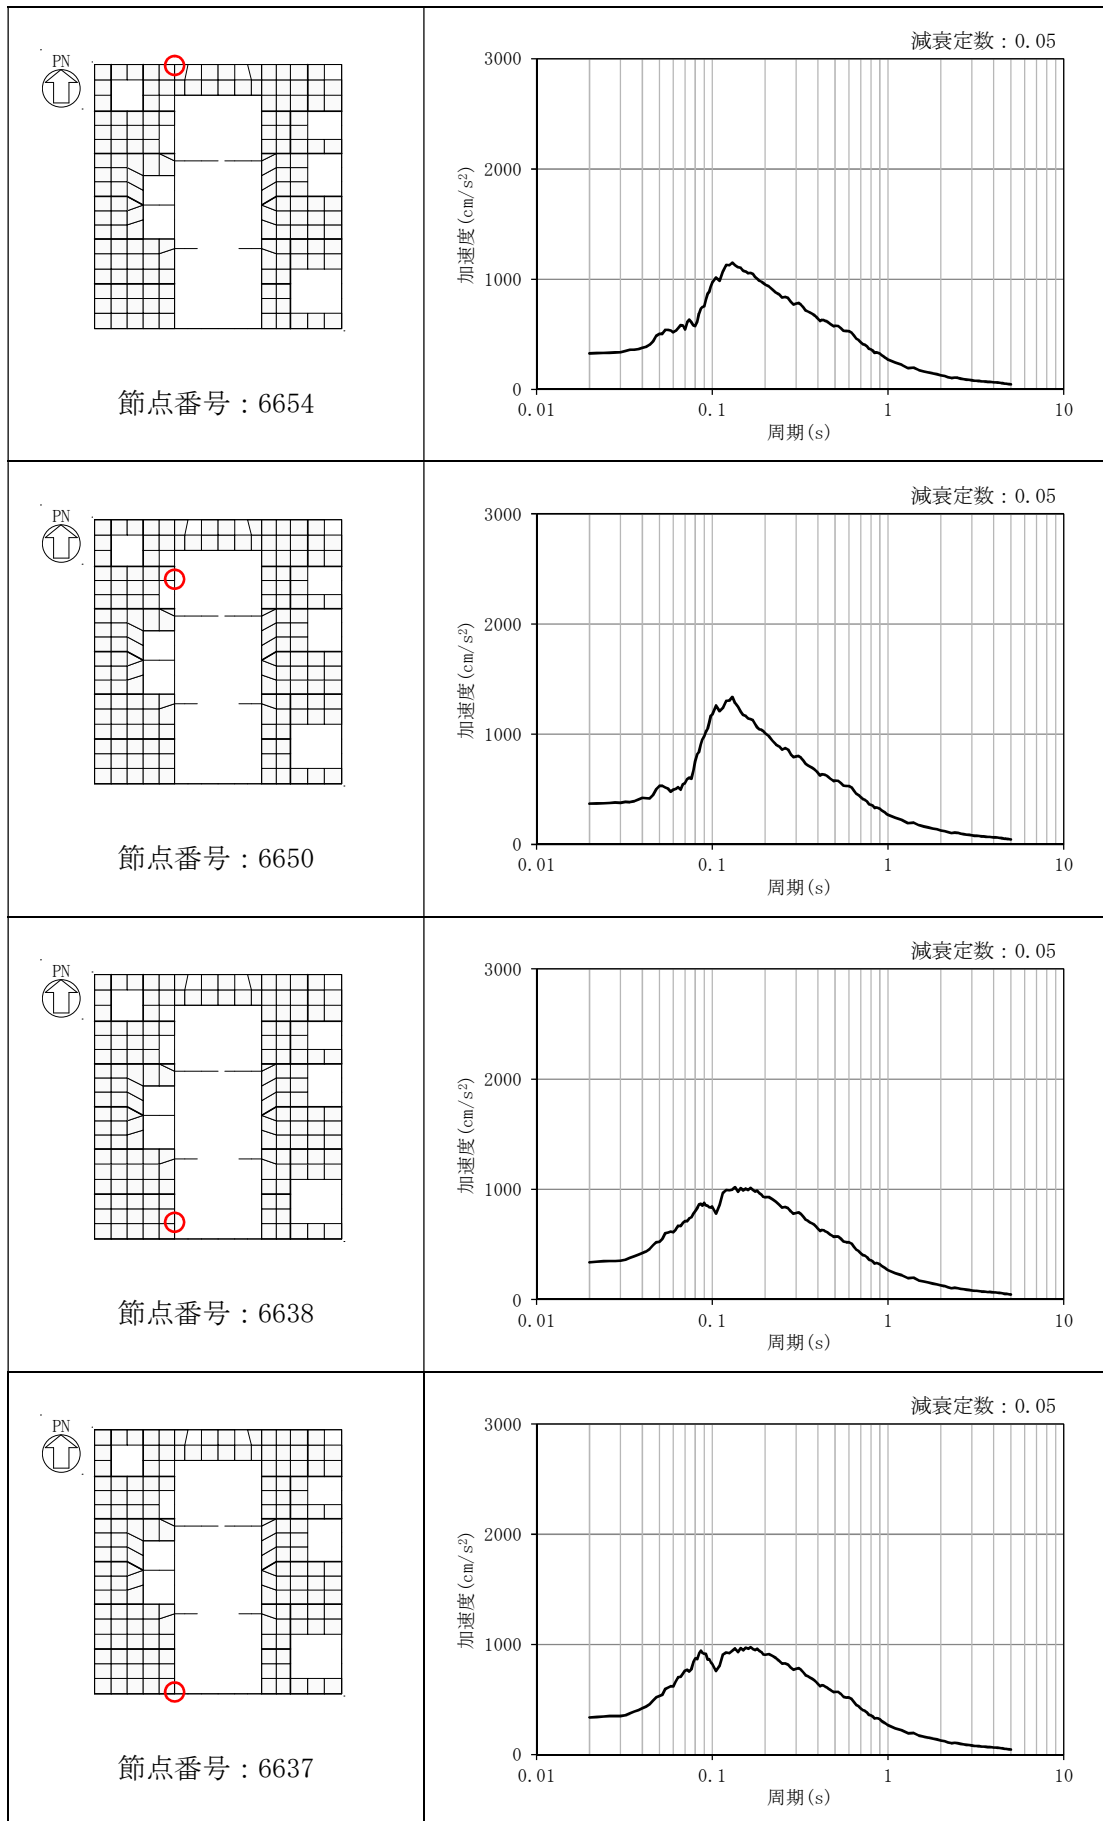 PN
節点番号：6654
減衰定数：0.05
加速度(cm/s²)
3000
2000
1000
0
0.01
0.1
1
10
周期(s)
PN
節点番号：6650
減衰定数：0.05
加速度(cm/s²)
3000
2000
1000
0
0.01
0.1
1
10
周期(s)
PN
節点番号：6638
減衰定数：0.05
加速度(cm/s²)
3000
2000
1000
0
0.01
0.1
1
10
周期(s)
PN
節点番号：6637
減衰定数：0.05
加速度(cm/s²)
3000
2000
1000
0
0.01
0.1
1
10
周期(s)